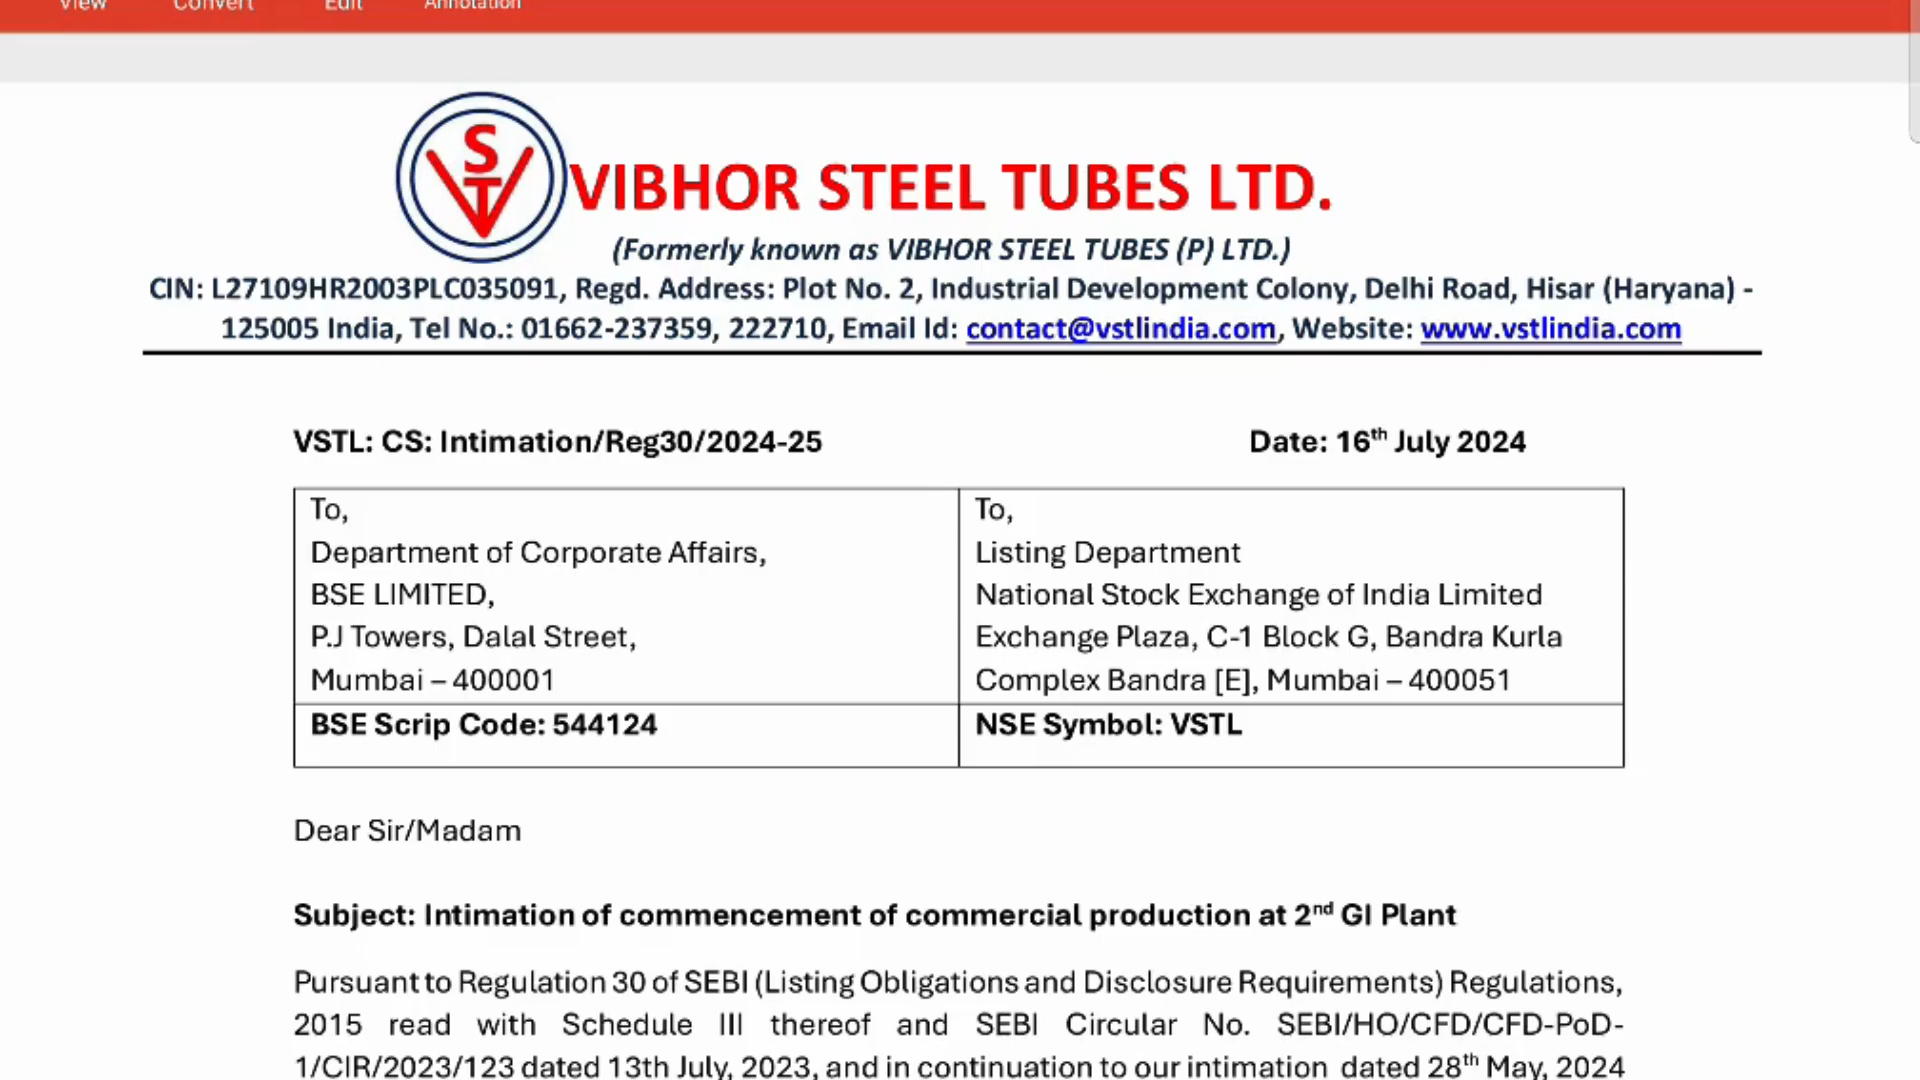 View Convert Edit Annotation
S
V
T
VIBHOR STEEL TUBES LTD.
(Formerly known as VIBHOR STEEL TUBES (P) LTD.)
CIN: L27109HR2003PLC035091, Regd. Address: Plot No. 2, Industrial Development Colony, Delhi Road, Hisar (Haryana) -
125005 India, Tel No.: 01662-237359, 222710, Email Id: contact@vstlindia.com, Website: www.vstlindia.com
VSTL: CS: Intimation/Reg30/2024-25 Date: 16th July 2024
To,
Department of Corporate Affairs,
BSE LIMITED,
P.J Towers, Dalal Street,
Mumbai – 400001
BSE Scrip Code: 544124
To,
Listing Department
National Stock Exchange of India Limited
Exchange Plaza, C-1 Block G, Bandra Kurla
Complex Bandra [E], Mumbai – 400051
NSE Symbol: VSTL
Dear Sir/Madam
Subject: Intimation of commencement of commercial production at 2nd GI Plant
Pursuant to Regulation 30 of SEBI (Listing Obligations and Disclosure Requirements) Regulations,
2015 read with Schedule III thereof and SEBI Circular No. SEBI/HO/CFD/CFD-PoD-
1/CIR/2023/123 dated 13th July, 2023, and in continuation to our intimation dated 28th May, 2024